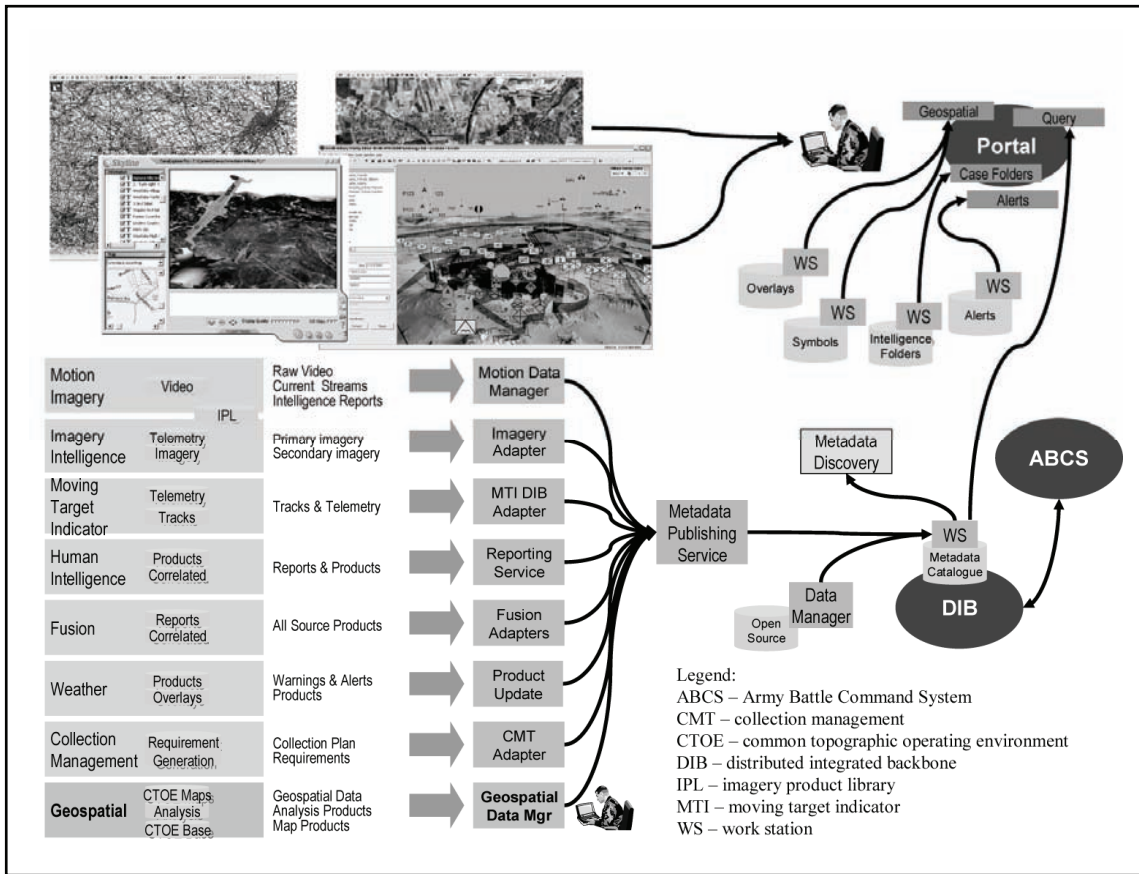 Skyline
Geospatial
Query
Portal
Case Folders
Alerts
WS
Overlays
WS
Symbols
WS
Intelligence
Folders
WS
Alerts
Motion
Imagery
Video
IPL
Raw Video
Current Streams
Intelligence Reports
Motion Data
Manager
Imagery
Intelligence
Telemetry
Imagery
Primary imagery
Secondary imagery
Imagery
Adapter
Moving
Target
Indicator
Telemetry
Tracks
Tracks & Telemetry
MTI DIB
Adapter
Human
Intelligence
Products
Correlated
Reports & Products
Reporting
Service
Fusion
Reports
Correlated
All Source Products
Fusion
Adapters
Weather
Products
Overlays
Warnings & Alerts
Products
Product
Update
Collection
Management
Requirement
Generation
Collection Plan
Requirements
CMT
Adapter
Geospatial
CTOE Maps
Analysis
CTOE Base
Geospatial Data
Analysis Products
Map Products
Geospatial
Data Mgr
Metadata
Publishing
Service
Metadata
Discovery
ABCS
WS
Metadata
Catalogue
DIB
Data
Manager
Open
Source
Legend:
ABCS – Army Battle Command System
CMT – collection management
CTOE – common topographic operating environment
DIB – distributed integrated backbone
IPL – imagery product library
MTI – moving target indicator
WS – work station